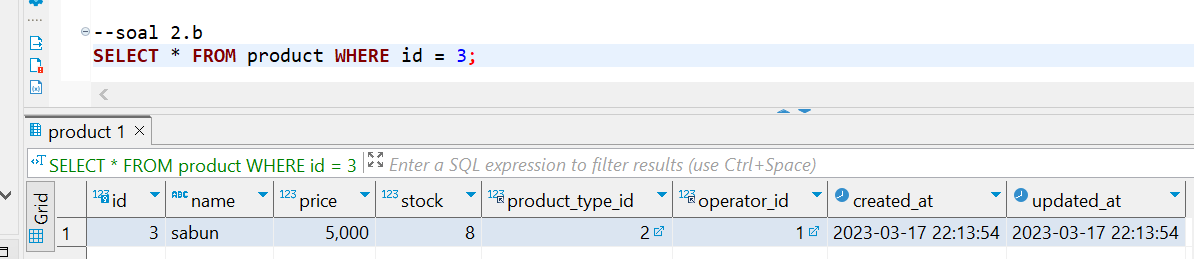 --soal 2.b
SELECT * FROM product WHERE id = 3;
product 1
SELECT * FROM product WHERE id = 3 Enter a SQL expression to filter results (use Ctrl+Space)
Grid
123 id ABC name 123 price 123 stock 123 product_type_id 123 operator_id created_at updated_at
1 3 sabun 5,000 8 2 1 2023-03-17 22:13:54 2023-03-17 22:13:54